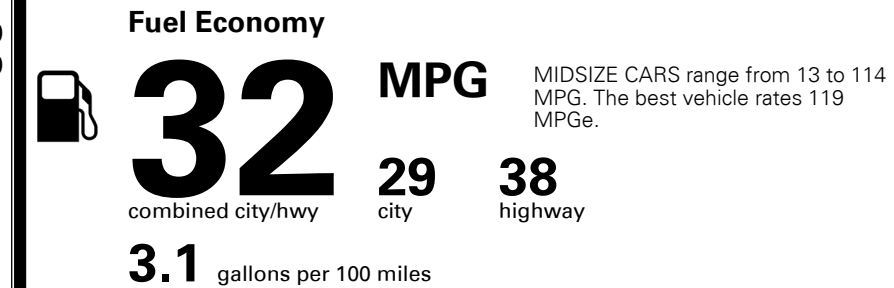 Fuel Economy
32 MPG
MIDSIZE CARS range from 13 to 114
MPG. The best vehicle rates 119
MPGe.
29 38
combined city/hwy city highway
3.1 gallons per 100 miles